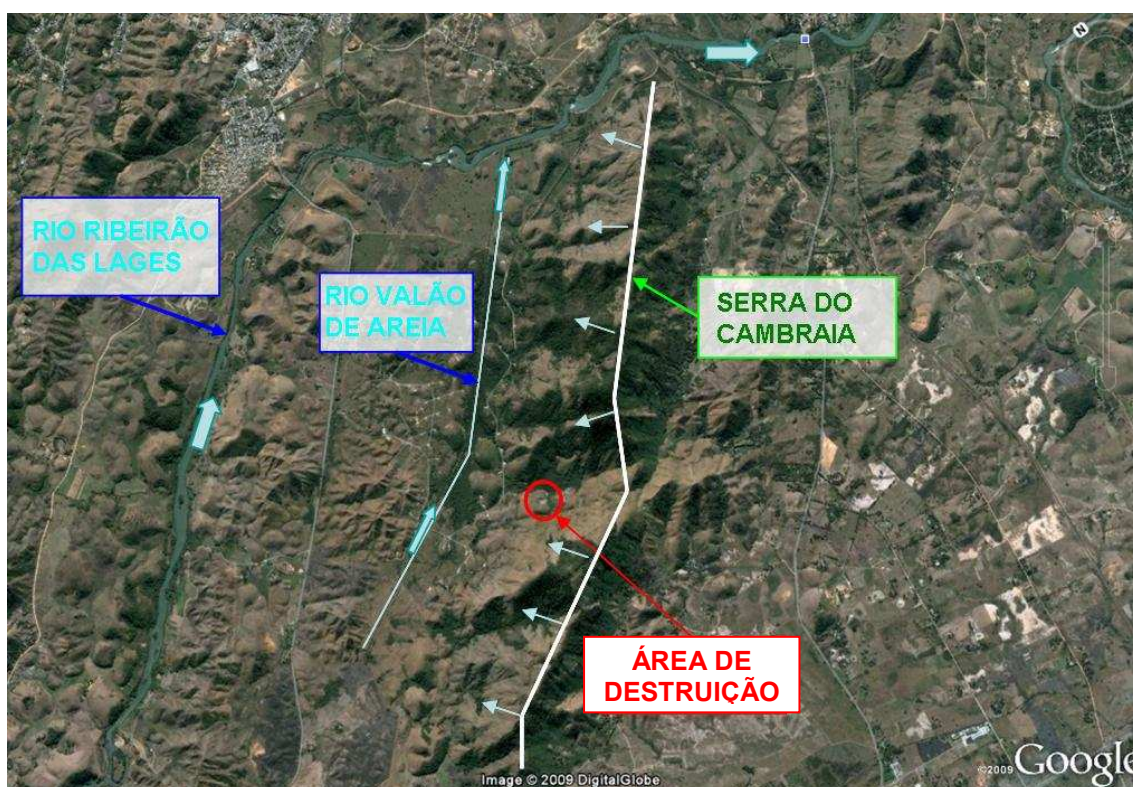 N
RIO RIBEIRÃO
DAS LAGES
RIO VALÃO
DE AREIA
SERRA DO
CAMBRAIA
ÁREA DE
DESTRUIÇÃO
Image © 2009 DigitalGlobe
©2009 Google